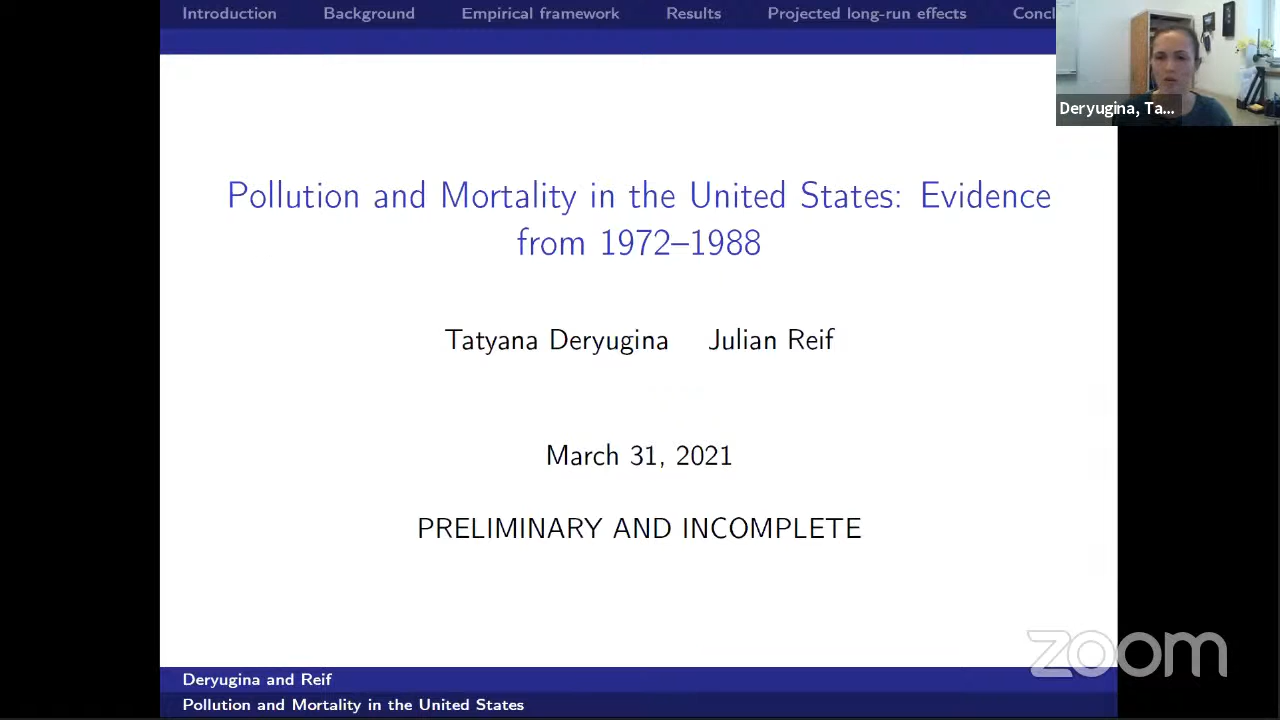 Introduction Background Empirical framework Results Projected long-run effects Concl
Deryugina, Ta...
Pollution and Mortality in the United States: Evidence
from 1972–1988
Tatyana Deryugina Julian Reif
March 31, 2021
PRELIMINARY AND INCOMPLETE
zoom
Deryugina and Reif
Pollution and Mortality in the United States